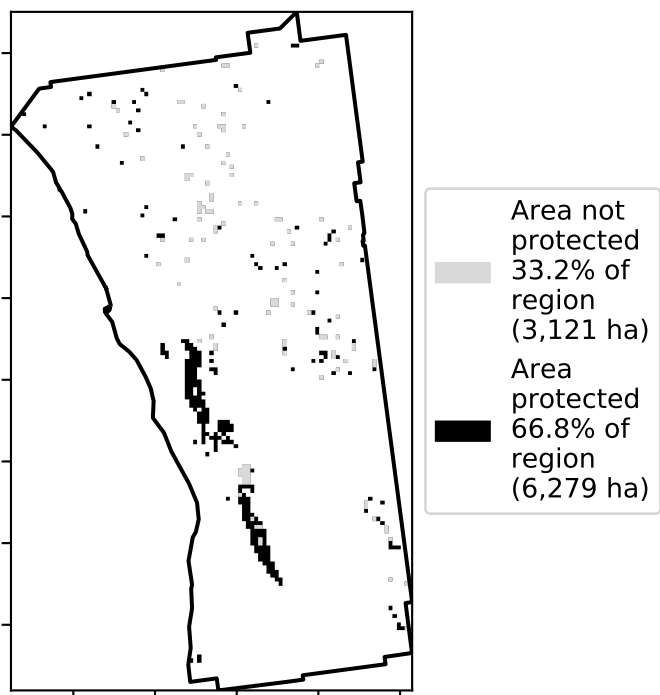 Area not
protected
33.2% of
region
(3,121 ha)
Area
protected
66.8% of
region
(6,279 ha)